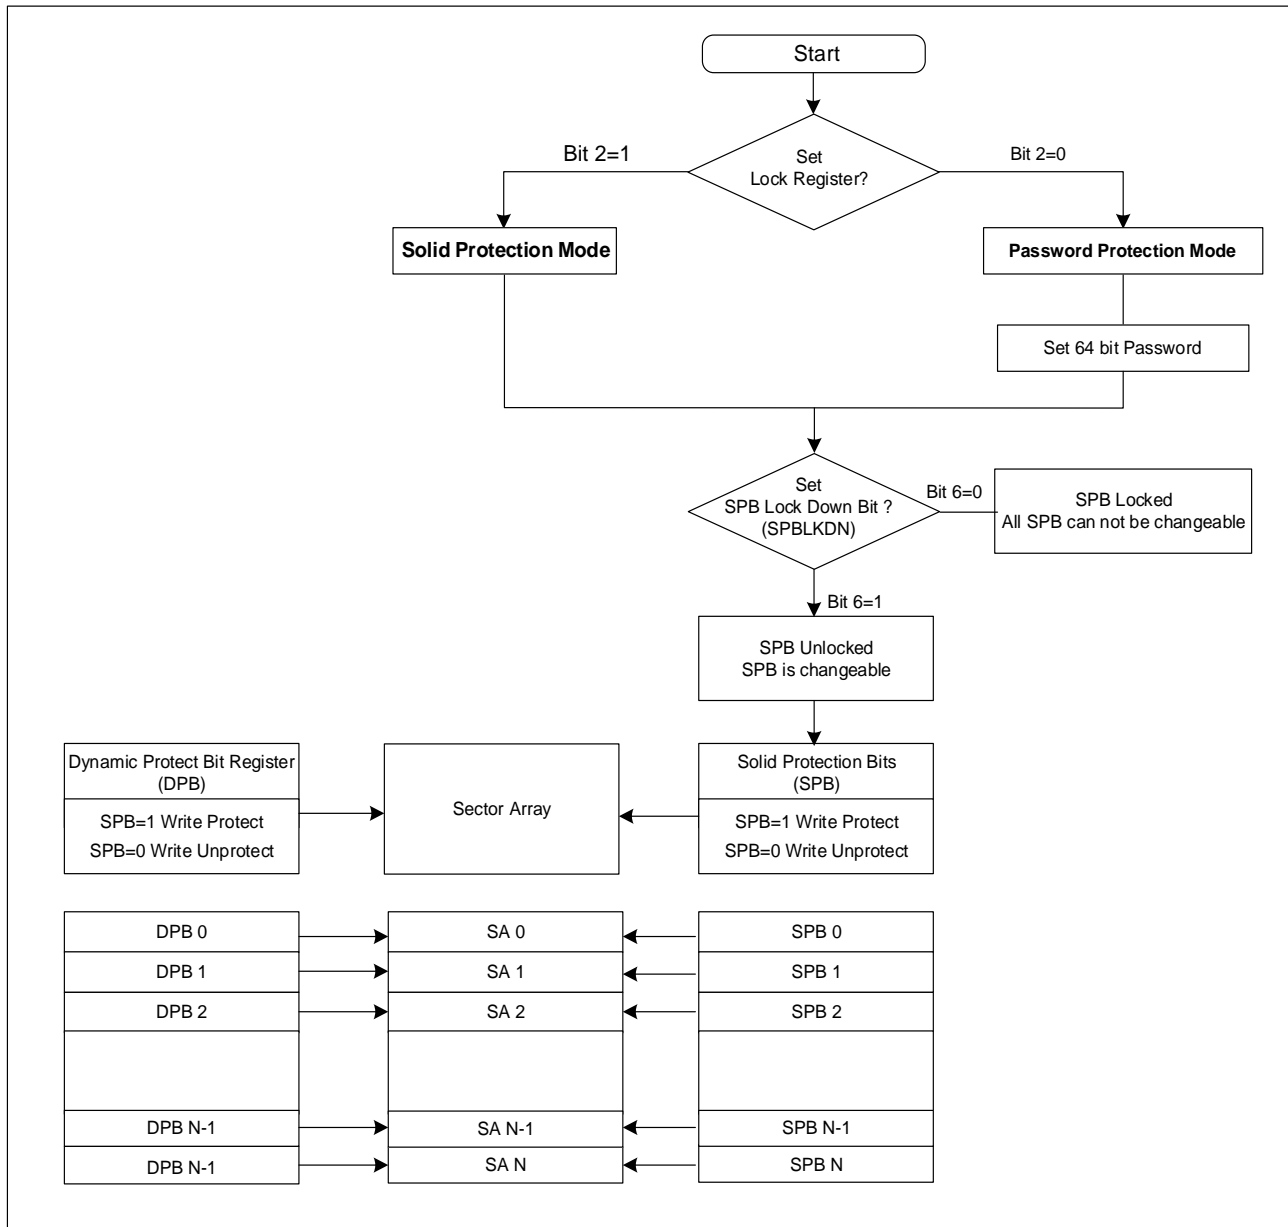 Start
Set
Lock Register?
Bit 2=1
Bit 2=0
Solid Protection Mode
Password Protection Mode
Set 64 bit Password
Set
SPB Lock Down Bit ?
(SPBLKDN)
Bit 6=0
SPB Locked
All SPB can not be changeable
Bit 6=1
SPB Unlocked
SPB is changeable
Dynamic Protect Bit Register
(DPB)
SPB=1 Write Protect
SPB=0 Write Unprotect
Sector Array
Solid Protection Bits
(SPB)
SPB=1 Write Protect
SPB=0 Write Unprotect
DPB 0
SA 0
SPB 0
DPB 1
SA 1
SPB 1
DPB 2
SA 2
SPB 2
DPB N-1
SA N-1
SPB N-1
DPB N-1
SA N
SPB N